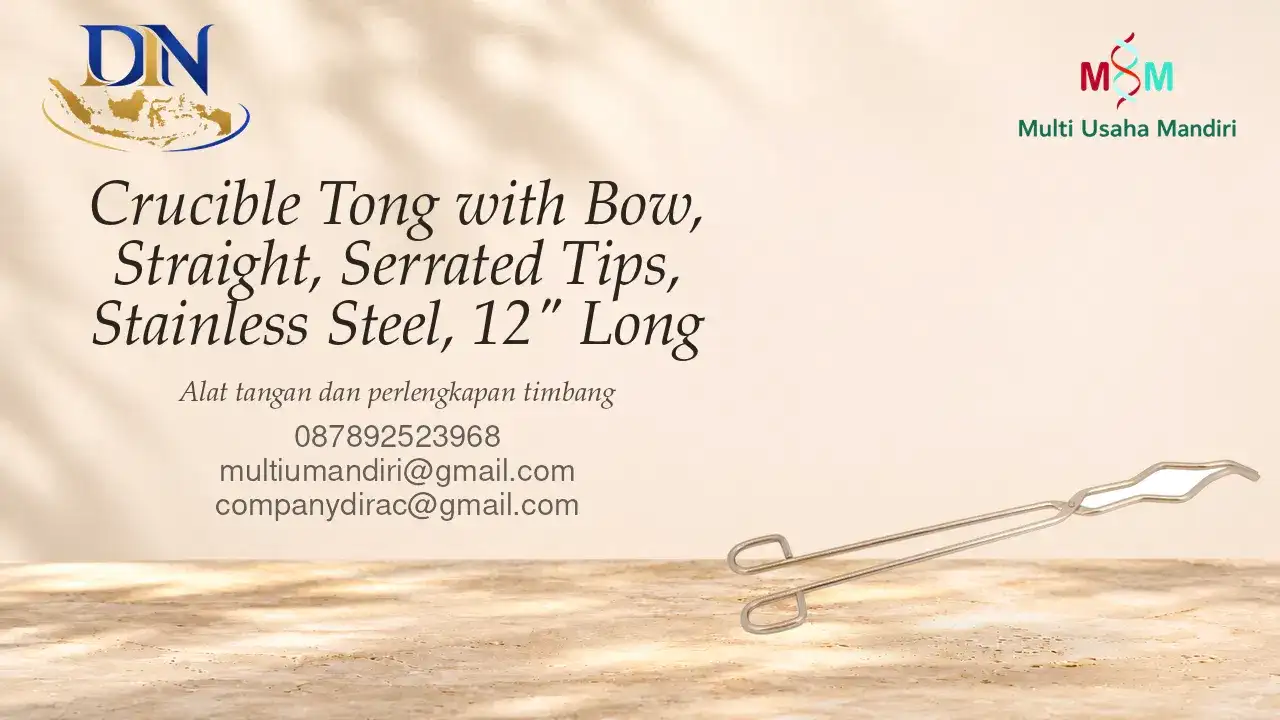 DIN
MSM
Multi Usaha Mandiri
Crucible Tong with Bow,
Straight, Serrated Tips,
Stainless Steel, 12" Long
Alat tangan dan perlengkapan timbang
087892523968
multiumandiri@gmail.com
companydirac@gmail.com